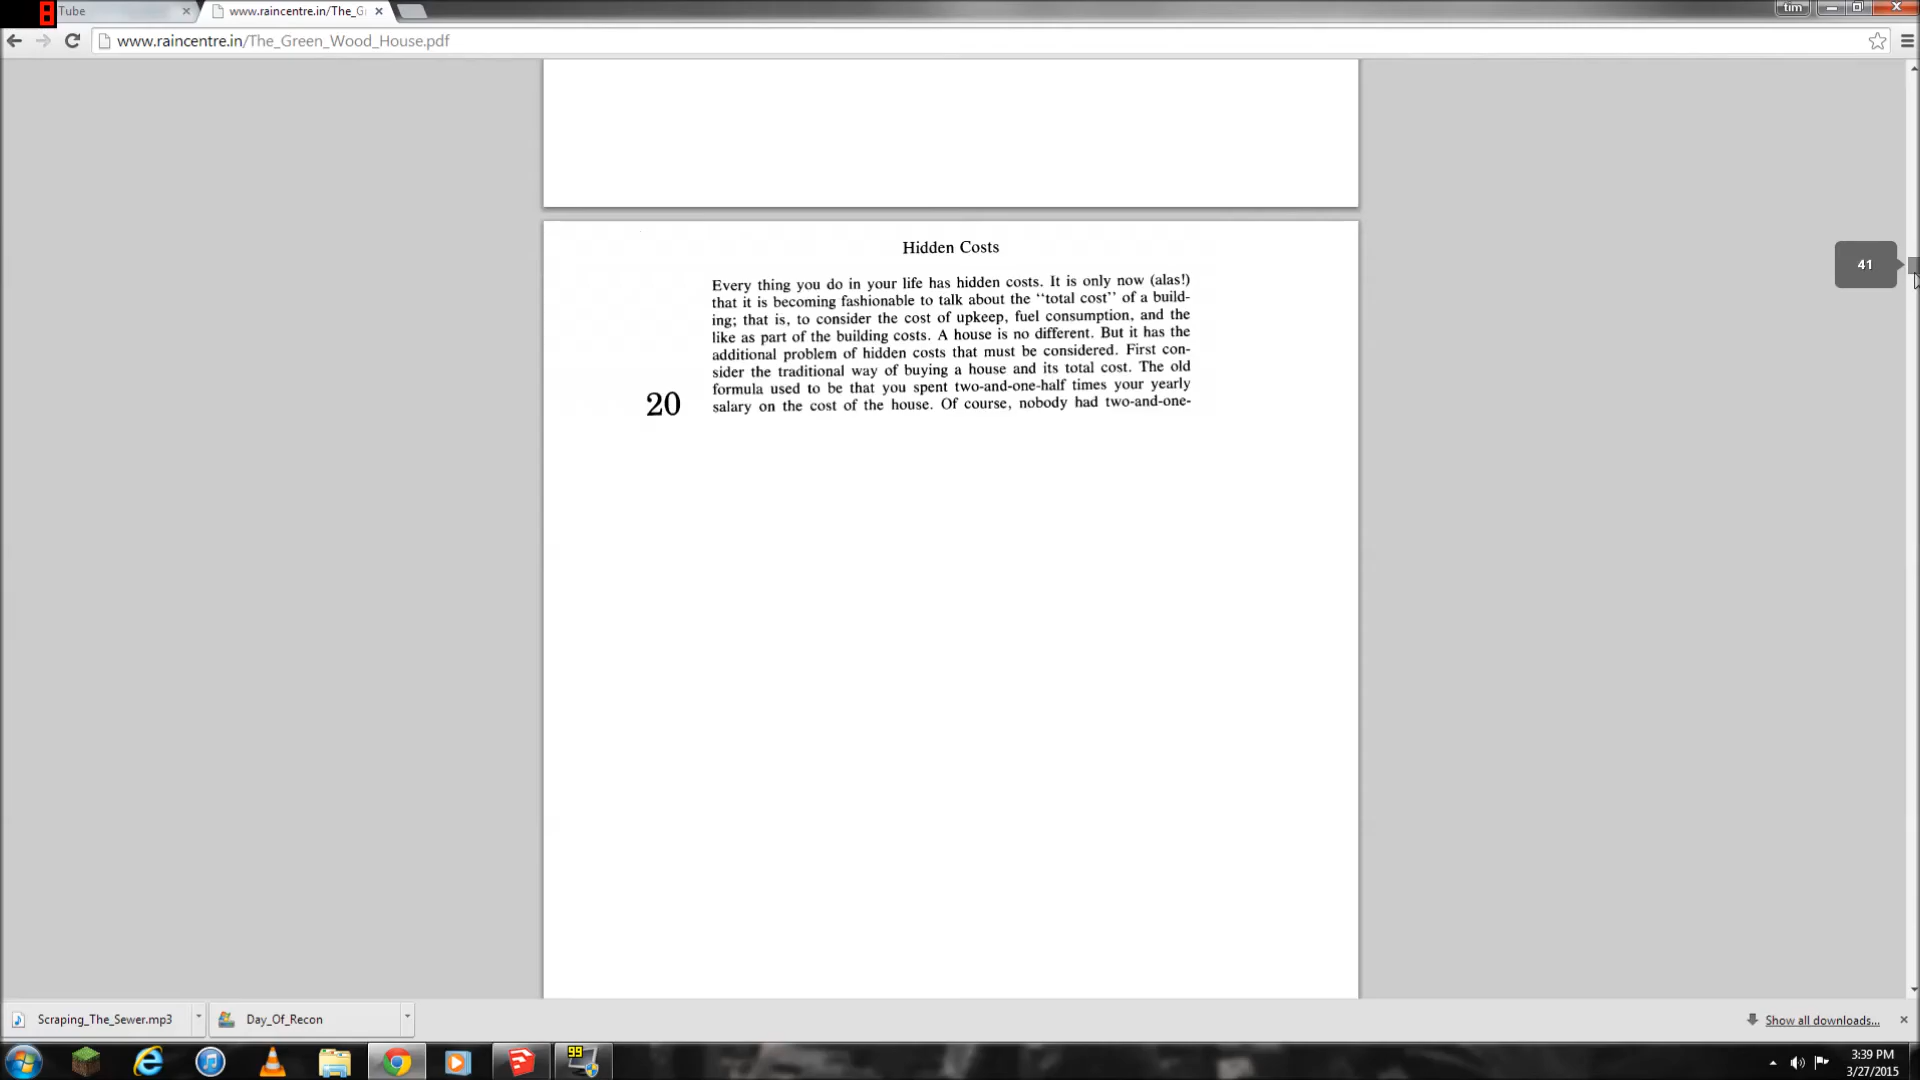 Tube
www.raincentre.in/The_G
tim
www.raincentre.in/The_Green_Wood_House.pdf
Hidden Costs
41
Every thing you do in your life has hidden costs. It is only now (alas!)
that it is becoming fashionable to talk about the “total cost” of a build-
ing; that is, to consider the cost of upkeep, fuel consumption, and the
like as part of the building costs. A house is no different. But it has the
additional problem of hidden costs that must be considered. First con-
sider the traditional way of buying a house and its total cost. The old
formula used to be that you spent two-and-one-half times your yearly
salary on the cost of the house. Of course, nobody had two-and-one-
20
Scraping_The_Sewer.mp3
Day_Of_Recon
Show all downloads...
99
3:39 PM
3/27/2015